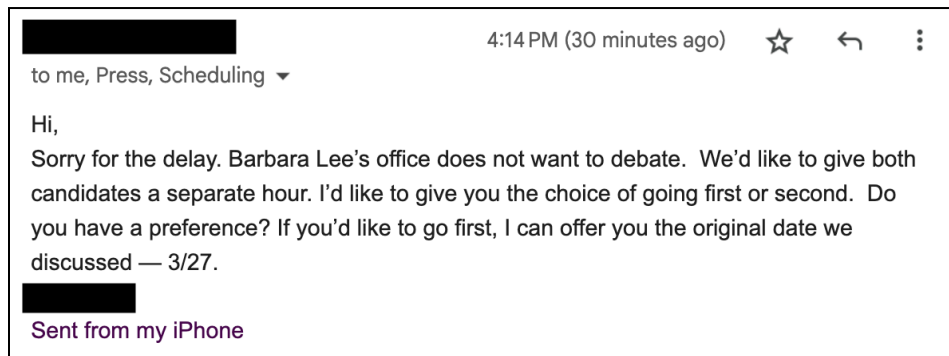 4:14 PM (30 minutes ago)
to me, Press, Scheduling
Hi,
Sorry for the delay. Barbara Lee’s office does not want to debate.  We’d like to give both
candidates a separate hour. I’d like to give you the choice of going first or second.  Do
you have a preference? If you’d like to go first, I can offer you the original date we
discussed — 3/27.
Sent from my iPhone